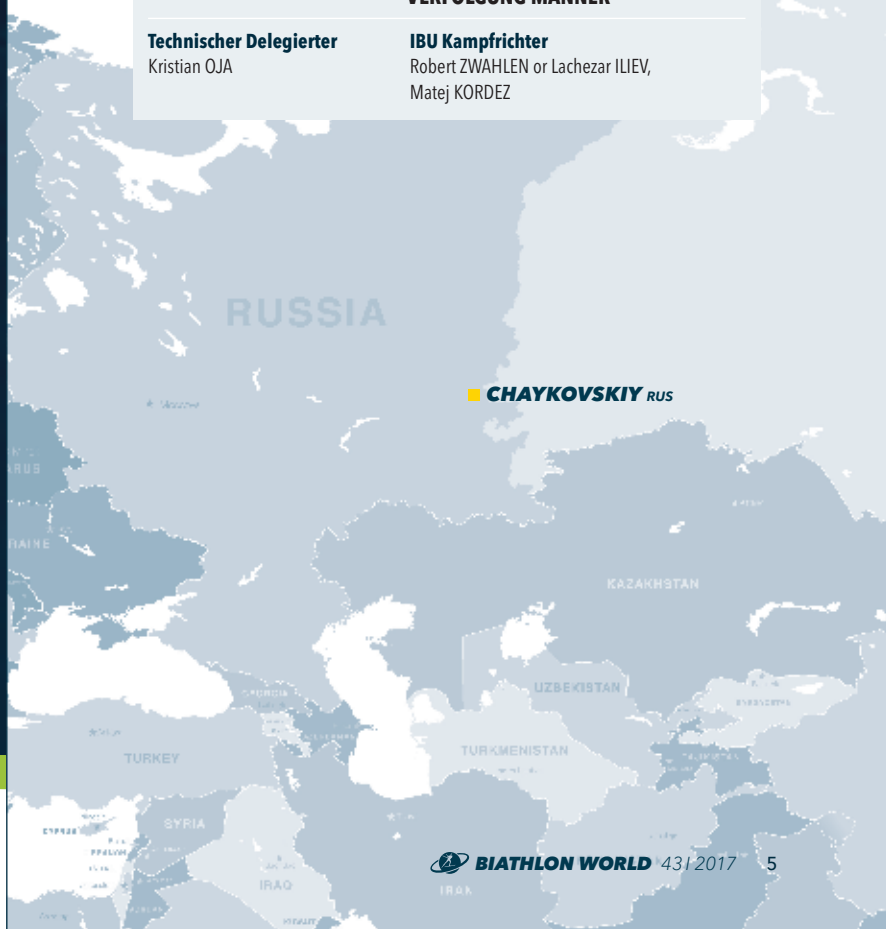 VERFOLGUNG MÄNNER
Technischer Delegierter
Kristian OJA
IBU Kampfrichter
Robert ZWAHLEN or Lachezar ILIEV,
Matej KORDEZ
RUSSIA
CHAYKOVSKIY RUS
KAZAKHSTAN
UZBEKISTAN
TURKMENISTAN
TURKEY
SYRIA
IRAQ
IRAN
BIATHLON WORLD 43 I 2017 5